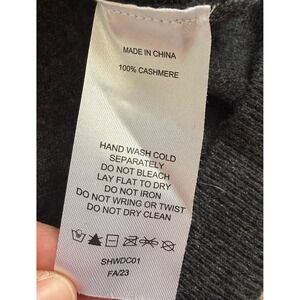 MADE IN CHINA
100% CASHMERE
HAND WASH COLD
SEPARATELY
DO NOT BLEACH
LAY FLAT TO DRY
DO NOT IRON
DO NOT WRING OR TWIST
DO NOT DRY CLEAN
SHWDC01
FA/23